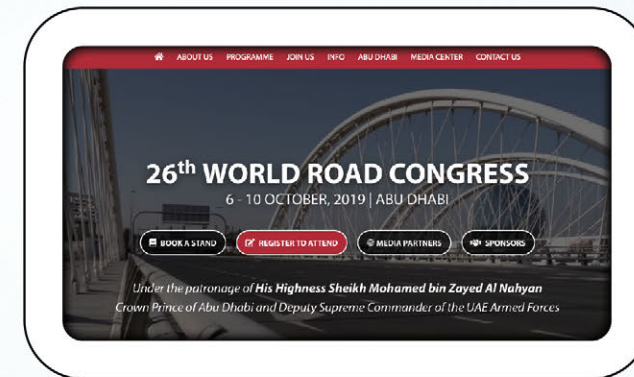 ABOUT US PROGRAMME JOIN US INFO ABU DHABI MEDIA CENTER CONTACT US
26th WORLD ROAD CONGRESS
6 - 10 OCTOBER, 2019 | ABU DHABI
BOOK A STAND REGISTER TO ATTEND MEDIA PARTNERS SPONSORS
Under the patronage of His Highness Sheikh Mohamed bin Zayed Al Nahyan
Crown Prince of Abu Dhabi and Deputy Supreme Commander of the UAE Armed Forces